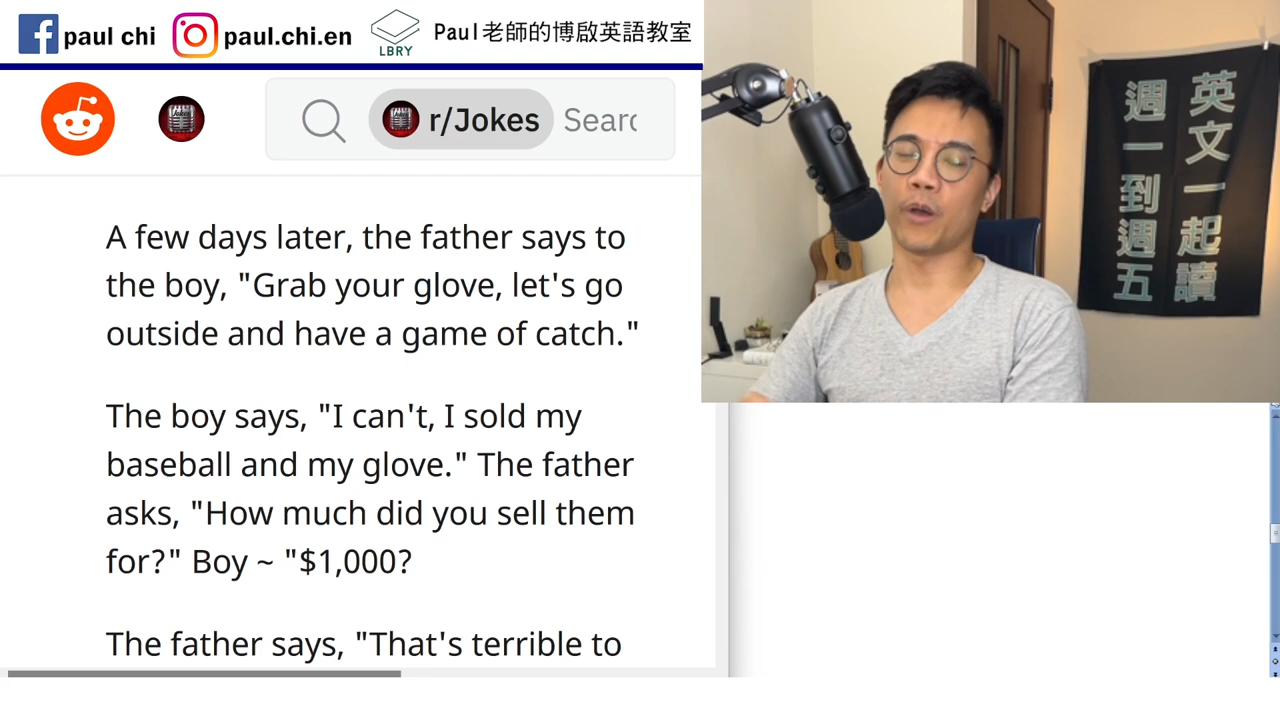 paul chi
paul.chi.en
LBRY
Paul老師的博啟英語教室
r/Jokes
Searc
A few days later, the father says to
the boy, "Grab your glove, let's go
outside and have a game of catch."
The boy says, "I can't, I sold my
baseball and my glove." The father
asks, "How much did you sell them
for?" Boy ~ "$1,000?
The father says, "That's terrible to
英文一起讀
週一到週五